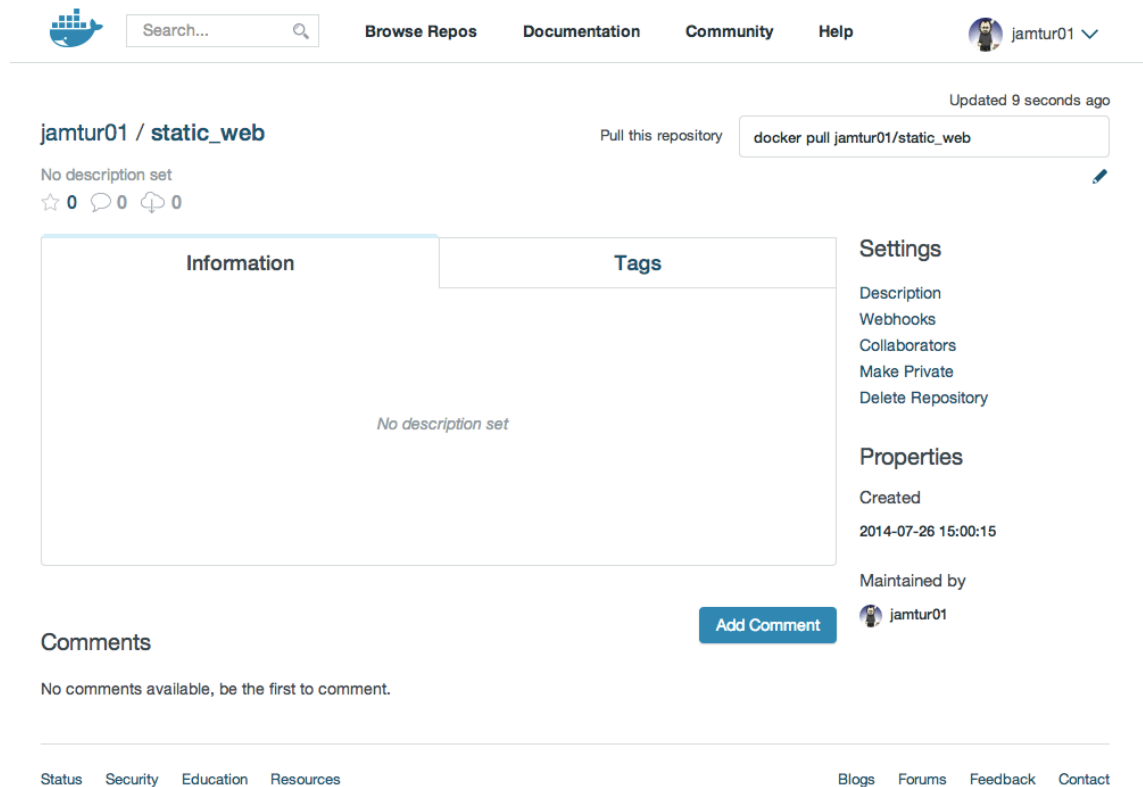 Search... Browse Repos Documentation Community Help jamtur01
Updated 9 seconds ago
jamtur01 / static_web
Pull this repository docker pull jamtur01/static_web
No description set
0 0 0
Information Tags
No description set
Settings
Description
Webhooks
Collaborators
Make Private
Delete Repository
Properties
Created
2014-07-26 15:00:15
Maintained by
jamtur01
Add Comment
Comments
No comments available, be the first to comment.
Status Security Education Resources Blogs Forums Feedback Contact